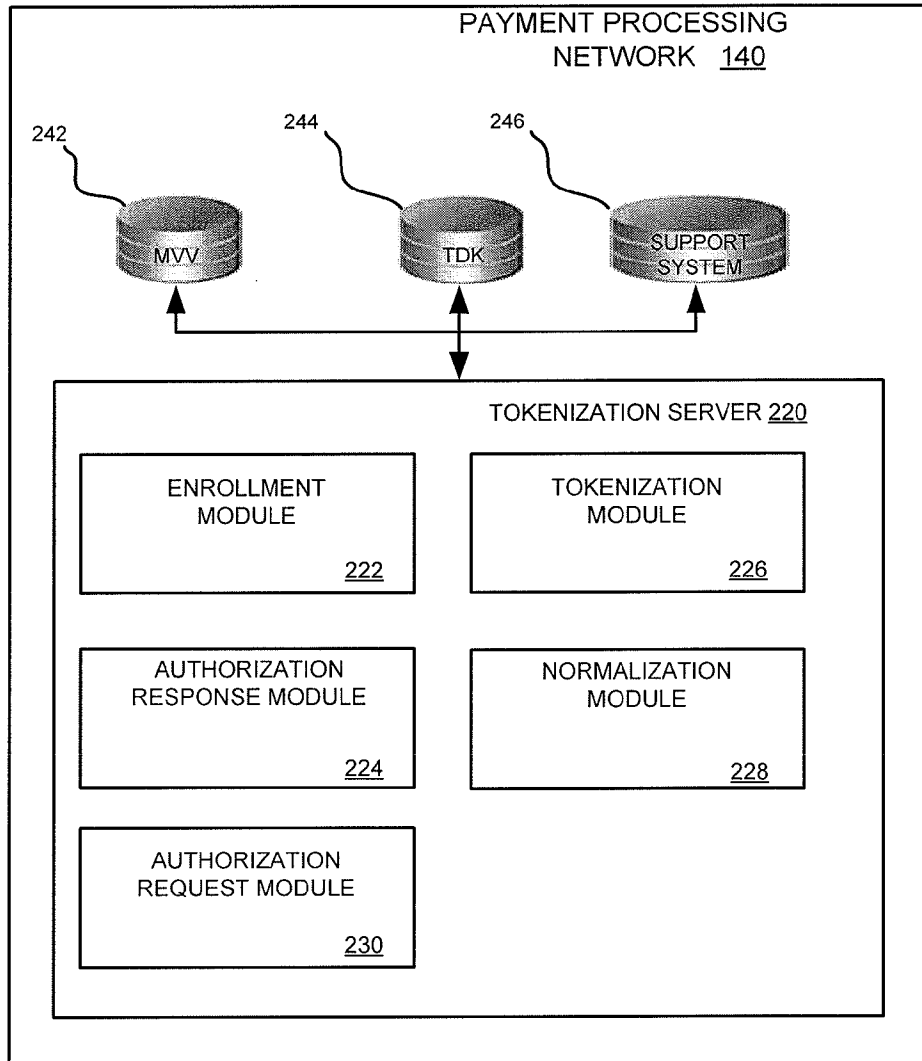 PAYMENT PROCESSING
NETWORK 140
242
244
246
MVV
TDK
SUPPORT
SYSTEM
TOKENIZATION SERVER 220
ENROLLMENT
MODULE
222
TOKENIZATION
MODULE
226
AUTHORIZATION
RESPONSE MODULE
224
NORMALIZATION
MODULE
228
AUTHORIZATION
REQUEST MODULE
230